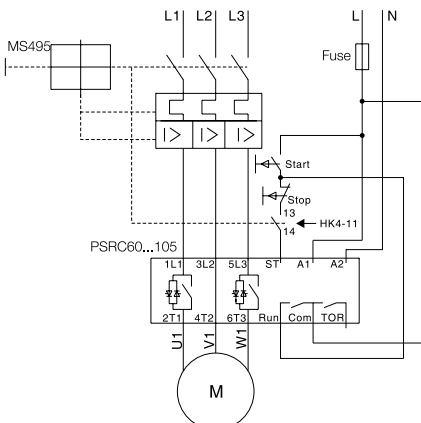 L1 L2 L3 L N
MS495
Fuse
I> I> I>
Start
Stop
13
HK4-11
14
PSRC60...105
1L1 3L2 5L3 ST A1 A2
2T1 4T2 6T3 Run Com TOR
U1 V1 W1
M